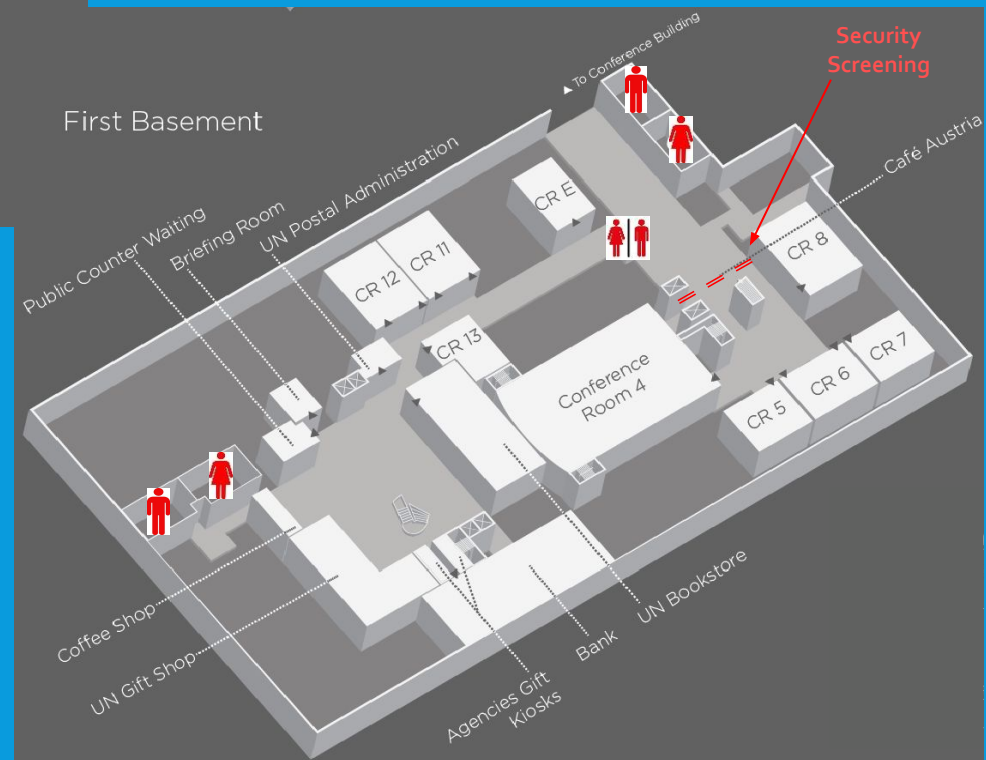 First Basement
To Conference Building
Security
Screening
Café Austria
UN Postal Administration
Briefing Room
Public Counter Waiting
CR E
CR 11
CR 12
CR 8
CR 13
CR 7
CR 6
CR 5
Conference
Room 4
Coffee Shop
UN Gift Shop
Agencies Gift
Kiosks
Bank
UN Bookstore